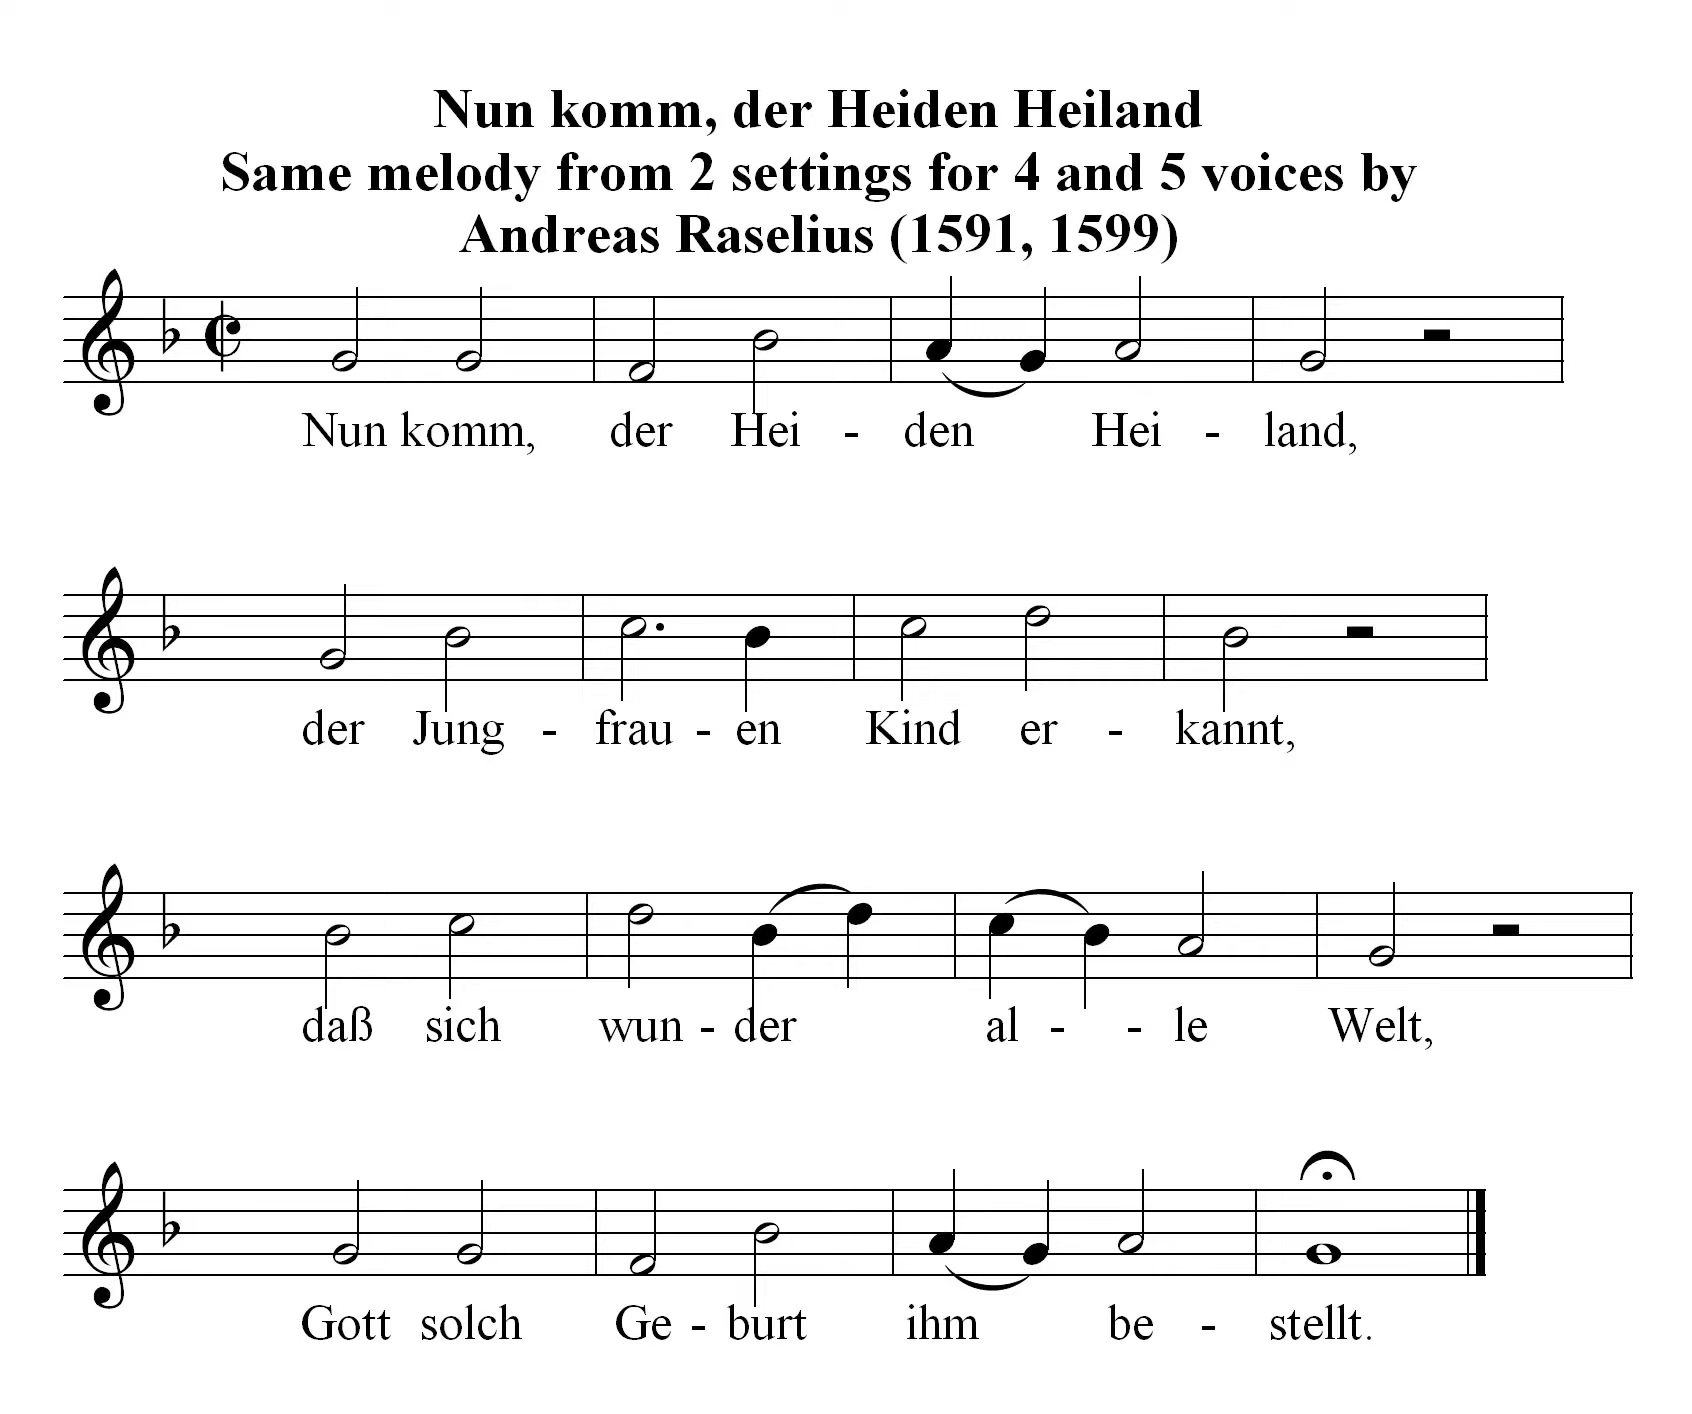 Nun komm, der Heiden Heiland
Same melody from 2 settings for 4 and 5 voices by
Andreas Raselius (1591, 1599)
Nun komm, der Hei - den Hei - land,
der Jung - frau - en Kind er - kannt,
daß sich wun - der al - - le Welt,
Gott solch Ge - burt ihm be - stellt.